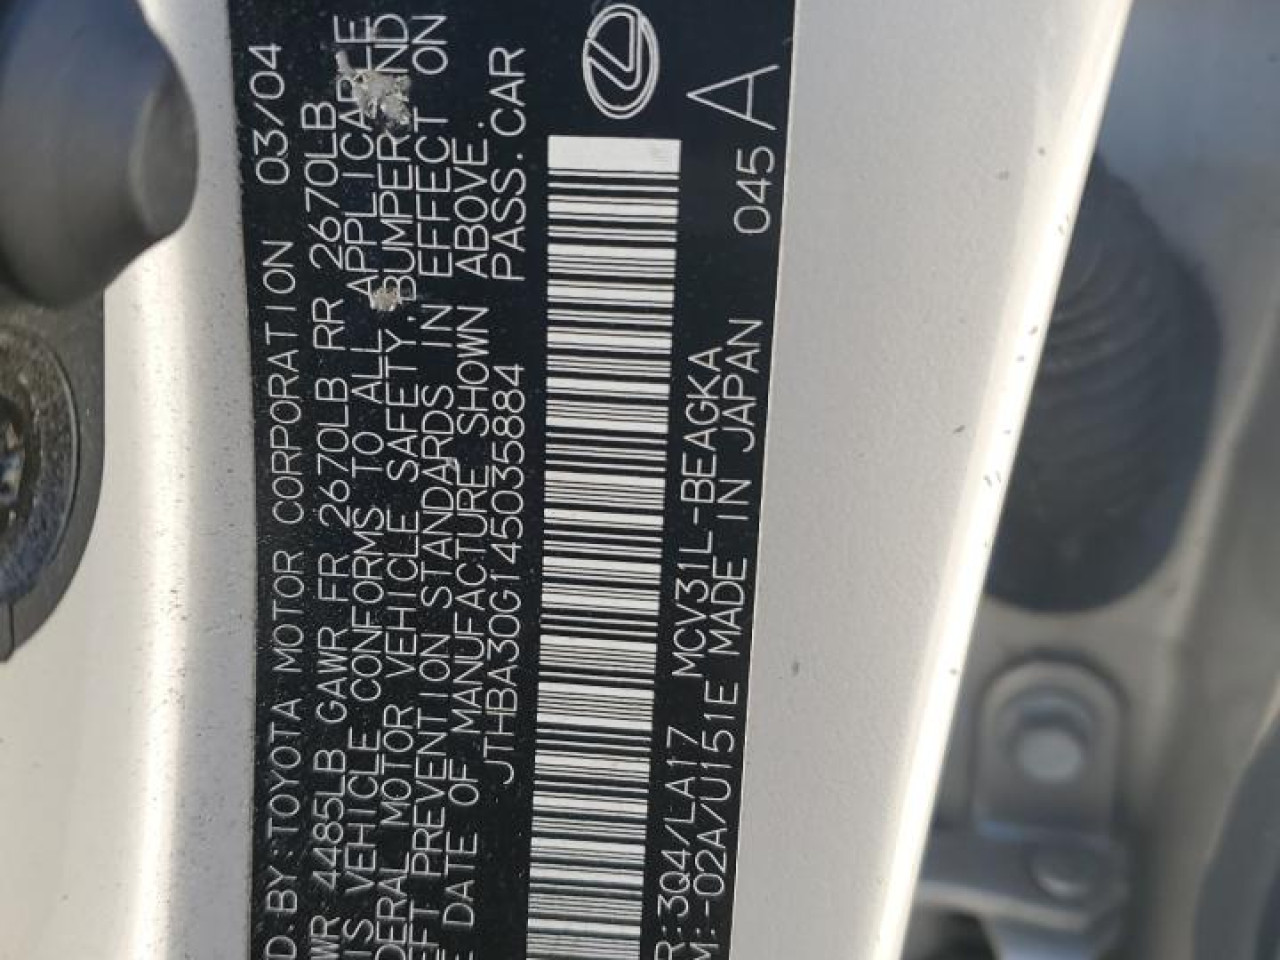 D.BY:TOYOTA MOTOR CORPORATION 03/04
WR 4485LB GAWR FR 2670LB RR 2670LB
IS VEHICLE CONFORMS TO ALL APPLICABLE
DERAL MOTOR VEHICLE SAFETY, BUMPER, AND
EFT PREVENTION STANDARDS IN EFFECT ON
E DATE OF MANUFACTURE SHOWN ABOVE.
JTHBA30G145035884 PASS.CAR
R:3Q4/LA17 MCV31L-BEAGKA
M:-02A/U151E MADE IN JAPAN 045 A